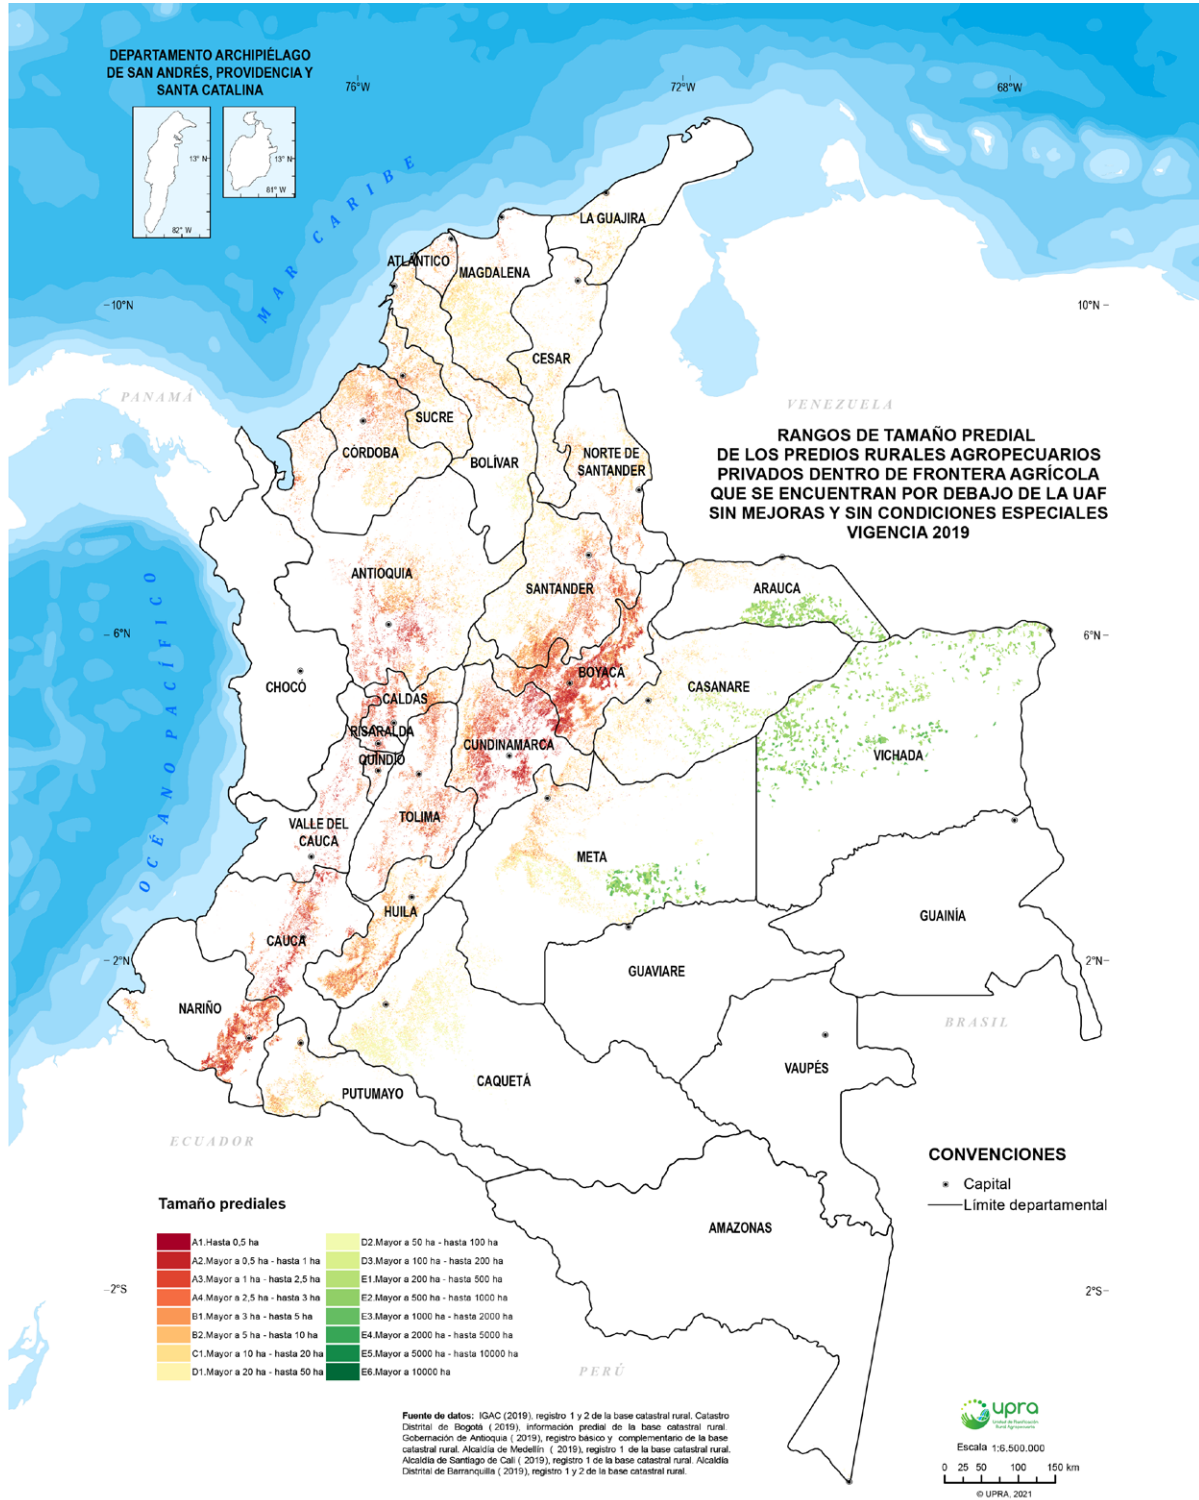 DEPARTAMENTO ARCHIPIÉLAGO
DE SAN ANDRÉS, PROVIDENCIA Y
SANTA CATALINA
76°W
72°W
68°W
13° N
13° N
81° W
82° W
MAR CARIBE
LA GUAJIRA
ATLÁNTICO
MAGDALENA
10°N
10°N
CESAR
PANAMÁ
VENEZUELA
SUCRE
CÓRDOBA
BOLÍVAR
NORTE DE
SANTANDER
RANGOS DE TAMAÑO PREDIAL
DE LOS PREDIOS RURALES AGROPECUARIOS
PRIVADOS DENTRO DE FRONTERA AGRÍCOLA
QUE SE ENCUENTRAN POR DEBAJO DE LA UAF
SIN MEJORAS Y SIN CONDICIONES ESPECIALES
VIGENCIA 2019
ANTIOQUIA
SANTANDER
ARAUCA
6°N
6°N
OCÉANO PACÍFICO
CHOCÓ
BOYACA
CASANARE
CALDAS
RISARALDA
CUNDINAMARCA
QUINDÍO
VICHADA
VALLE DEL
CAUCA
TOLIMA
META
HUILA
GUAINÍA
CAUCA
2°N
2°N
GUAVIARE
NARIÑO
BRASIL
VAUPÉS
CAQUETÁ
PUTUMAYO
ECUADOR
CONVENCIONES
Capital
Límite departamental
Tamaño prediales
AMAZONAS
A1.Hasta 0,5 ha
A2.Mayor a 0,5 ha - hasta 1 ha
A3.Mayor a 1 ha - hasta 2,5 ha
A4.Mayor a 2,5 ha - hasta 3 ha
B1.Mayor a 3 ha - hasta 5 ha
B2.Mayor a 5 ha - hasta 10 ha
C1.Mayor a 10 ha - hasta 20 ha
D1.Mayor a 20 ha - hasta 50 ha
D2.Mayor a 50 ha - hasta 100 ha
D3.Mayor a 100 ha - hasta 200 ha
E1.Mayor a 200 ha - hasta 500 ha
E2.Mayor a 500 ha - hasta 1000 ha
E3.Mayor a 1000 ha - hasta 2000 ha
E4.Mayor a 2000 ha - hasta 5000 ha
E5.Mayor a 5000 ha - hasta 10000 ha
E6.Mayor a 10000 ha
2°S
2°S
PERÚ
Fuente de datos: IGAC (2019), registro 1 y 2 de la base catastral rural. Catastro
Distrital de Bogotá ( 2019), información predial de la base catastral rural.
Gobernación de Antioquia ( 2019), registro básico y complementario de la base
catastral rural. Alcaldía de Medellín ( 2019), registro 1 de la base catastral rural.
Alcaldía de Santiago de Cali ( 2019), registro 1 de la base catastral rural. Alcaldía
Distrital de Barranquilla ( 2019), registro 1 y 2 de la base catastral rural.
upra
Unidad de Planificación
Rural Agropecuaria
Escala 1:6.500.000
0 25 50 100 150 km
© UPRA, 2021